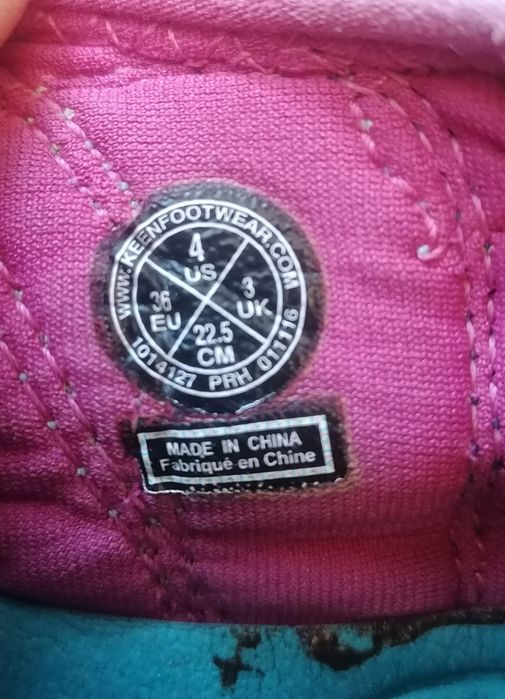 WWW.KEENFOOTWEAR.COM
4
US
36
EU
3
UK
22.5
CM
1014127 PRH 011116
MADE IN CHINA
Fabriqué en Chine